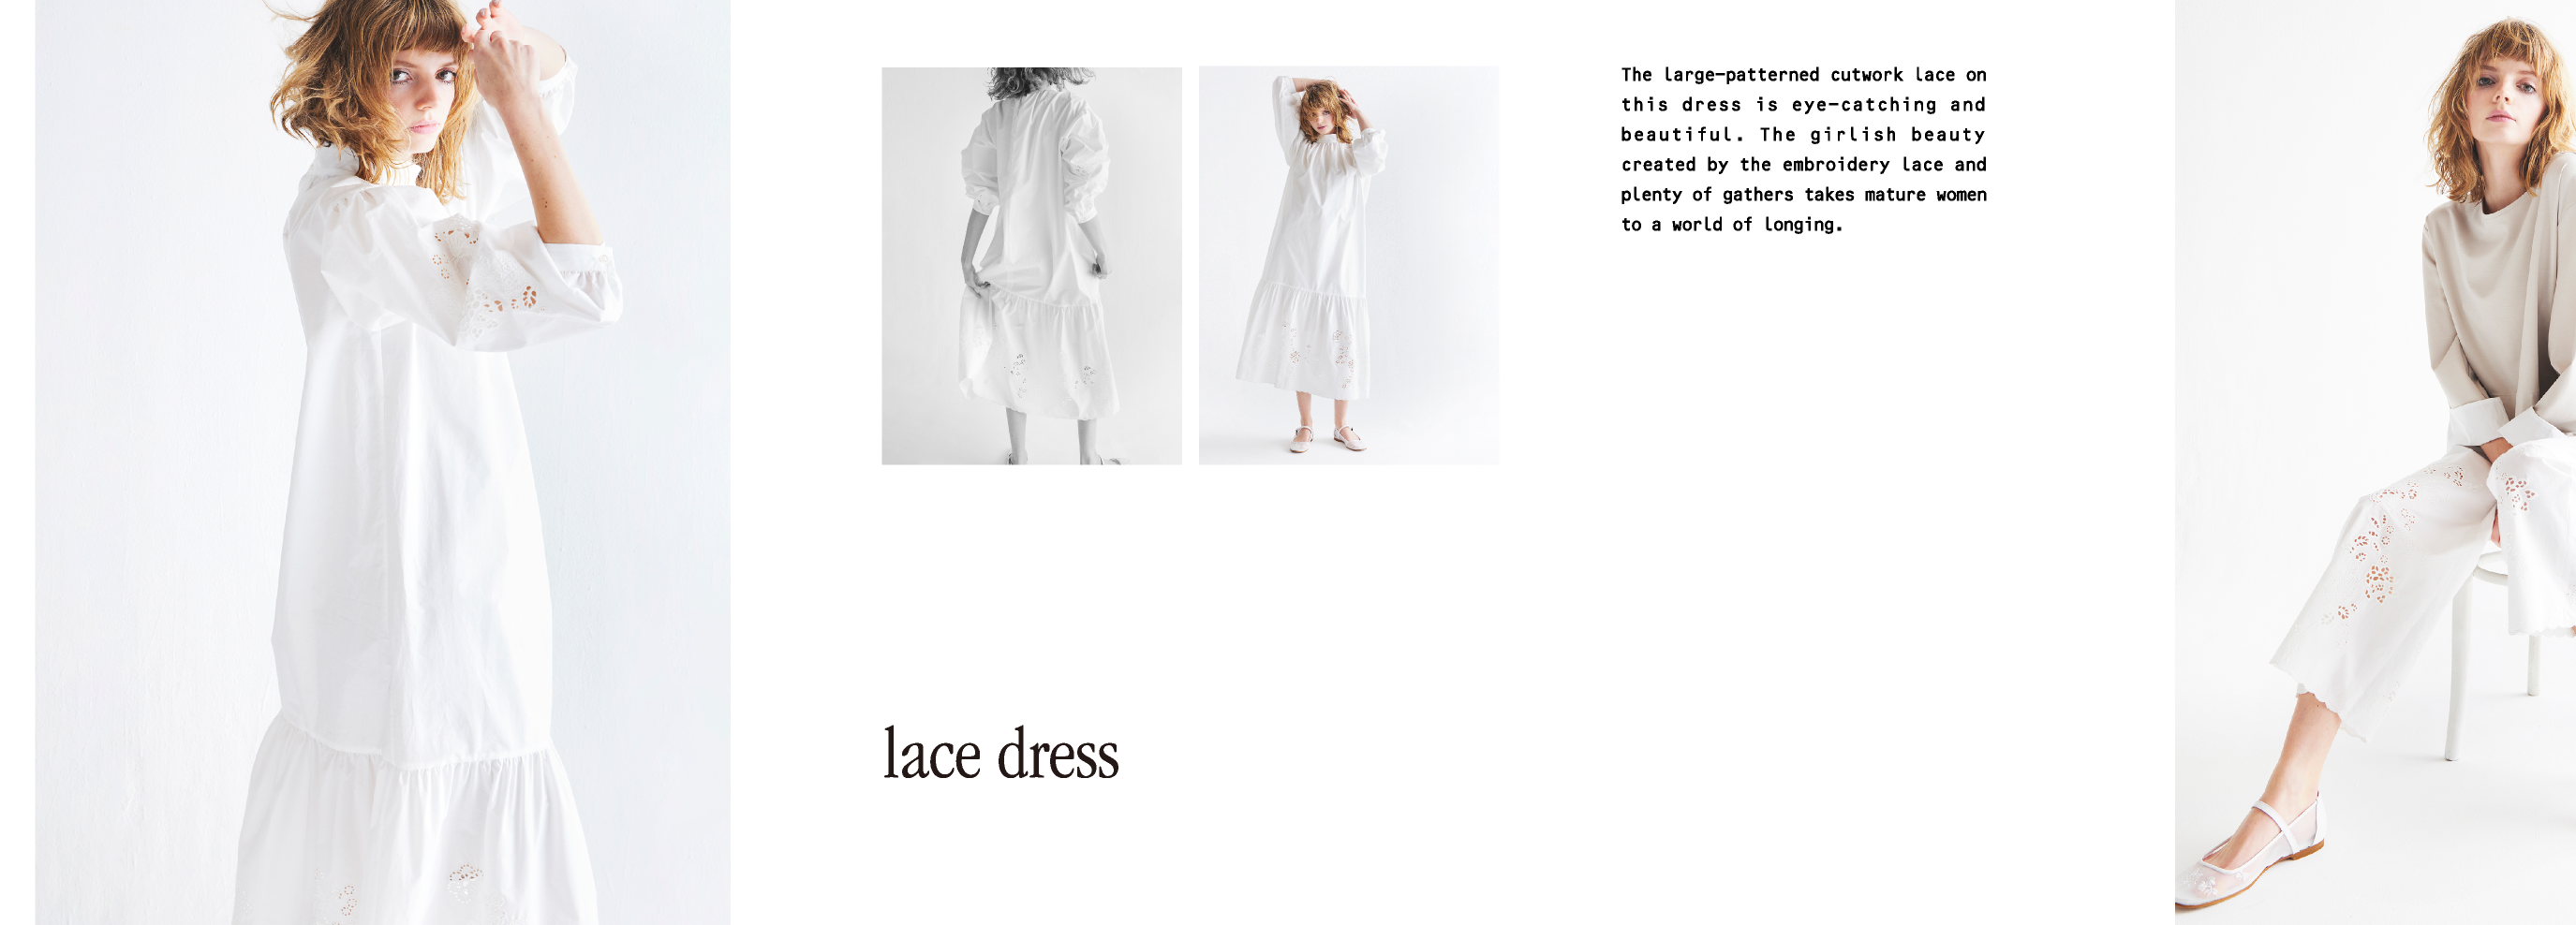 The large-patterned cutwork lace on
this dress is eye-catching and
beautiful. The girlish beauty
created by the embroidery lace and
plenty of gathers takes mature women
to a world of longing.
lace dress